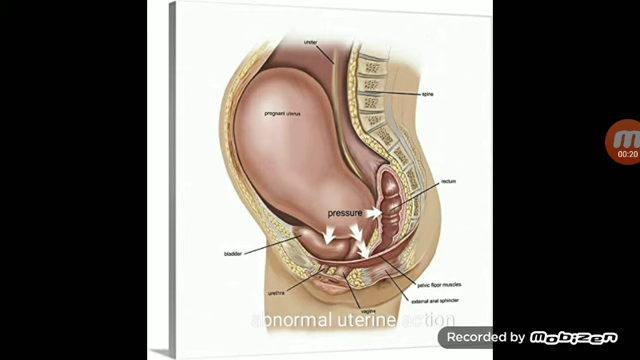 ureter
spine
pregnant uterus
rectum
pressure
bladder
pelvic floor muscles
urethra
external anal sphincter
vagina
abnormal uterine action
00:20
Recorded by MOBIZEN